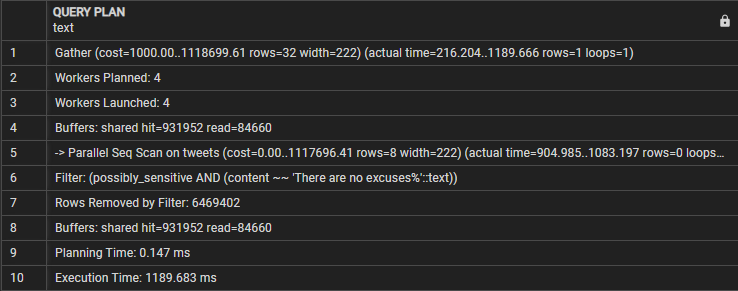 QUERY PLAN
text
1 Gather (cost=1000.00..1118699.61 rows=32 width=222) (actual time=216.204..1189.666 rows=1 loops=1)
2 Workers Planned: 4
3 Workers Launched: 4
4 Buffers: shared hit=931952 read=84660
5 -> Parallel Seq Scan on tweets (cost=0.00..1117696.41 rows=8 width=222) (actual time=904.985..1083.197 rows=0 loops...
6 Filter: (possibly_sensitive AND (content ~~ 'There are no excuses%'::text))
7 Rows Removed by Filter: 6469402
8 Buffers: shared hit=931952 read=84660
9 Planning Time: 0.147 ms
10 Execution Time: 1189.683 ms